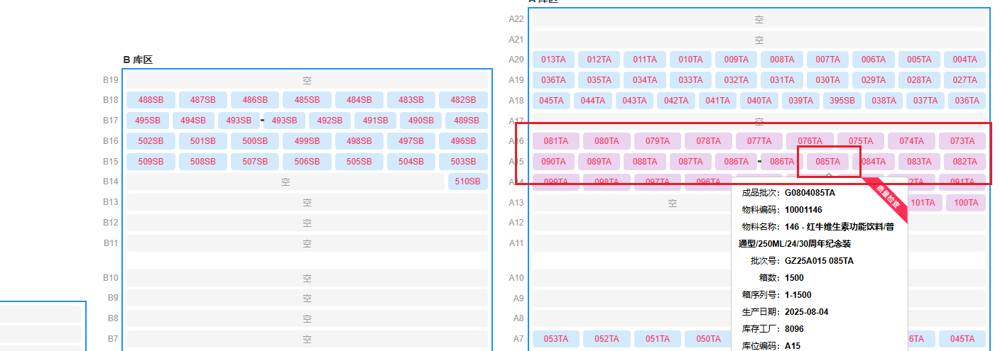 A 库区
A22 空
A21 空
A20 013TA 012TA 011TA 010TA 009TA 008TA 007TA 006TA 005TA 004TA
A19 036TA 035TA 034TA 033TA 032TA 031TA 030TA 029TA 028TA 027TA
A18 045TA 044TA 043TA 042TA 041TA 040TA 039TA 395SB 038TA 037TA 036TA
A17 空
A16 081TA 080TA 079TA 078TA 077TA 076TA 075TA 074TA 073TA
A15 090TA 089TA 088TA 087TA 086TA 086TA 085TA 084TA 083TA 082TA
A14 099TA 098TA 097TA 096TA 2TA 091TA
A13 空 101TA 100TA
A12
A11
A10
A9
A8
A7 053TA 052TA 051TA 050TA 6TA 045TA
成品批次：G0804085TA
物料编码：10001146
物料名称：146 - 红牛维生素功能饮料/普
通型/250ML/24/30周年纪念装
批次号：GZ25A015 085TA
箱数：1500
箱序列号：1-1500
生产日期：2025-08-04
库存工厂：8096
库位编码：A15
质量检查
B 库区
B19 空
B18 488SB 487SB 486SB 485SB 484SB 483SB 482SB
B17 495SB 494SB 493SB 493SB 492SB 491SB 490SB 489SB
B16 502SB 501SB 500SB 499SB 498SB 497SB 496SB
B15 509SB 508SB 507SB 506SB 505SB 504SB 503SB
B14 空 510SB
B13 空
B12 空
B11 空
B10 空
B9 空
B8 空
B7 空